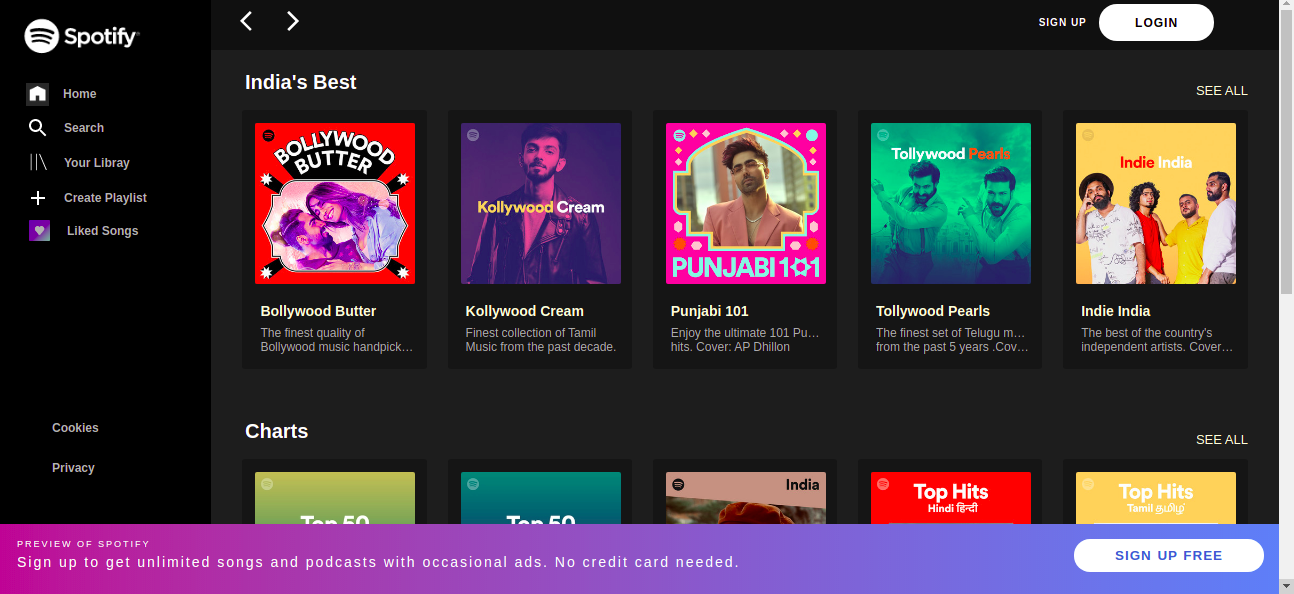 Spotify
SIGN UP
LOGIN
Home
Search
Your Libray
Create Playlist
Liked Songs
Cookies
Privacy
India's Best
SEE ALL
BOLLYWOOD
BUTTER
Kollywood Cream
PUNJABI 101
Tollywood Pearls
Indie India
Bollywood Butter
The finest quality of
Bollywood music handpick...
Kollywood Cream
Finest collection of Tamil
Music from the past decade.
Punjabi 101
Enjoy the ultimate 101 Pu...
hits. Cover: AP Dhillon
Tollywood Pearls
The finest set of Telugu m...
from the past 5 years .Cov...
Indie India
The best of the country's
independent artists. Cover...
Charts
SEE ALL
Top 50
Top 50
India
Top Hits
Hindi हिन्दी
Top Hits
Tamil தமிழ்
PREVIEW OF SPOTIFY
Sign up to get unlimited songs and podcasts with occasional ads. No credit card needed.
SIGN UP FREE